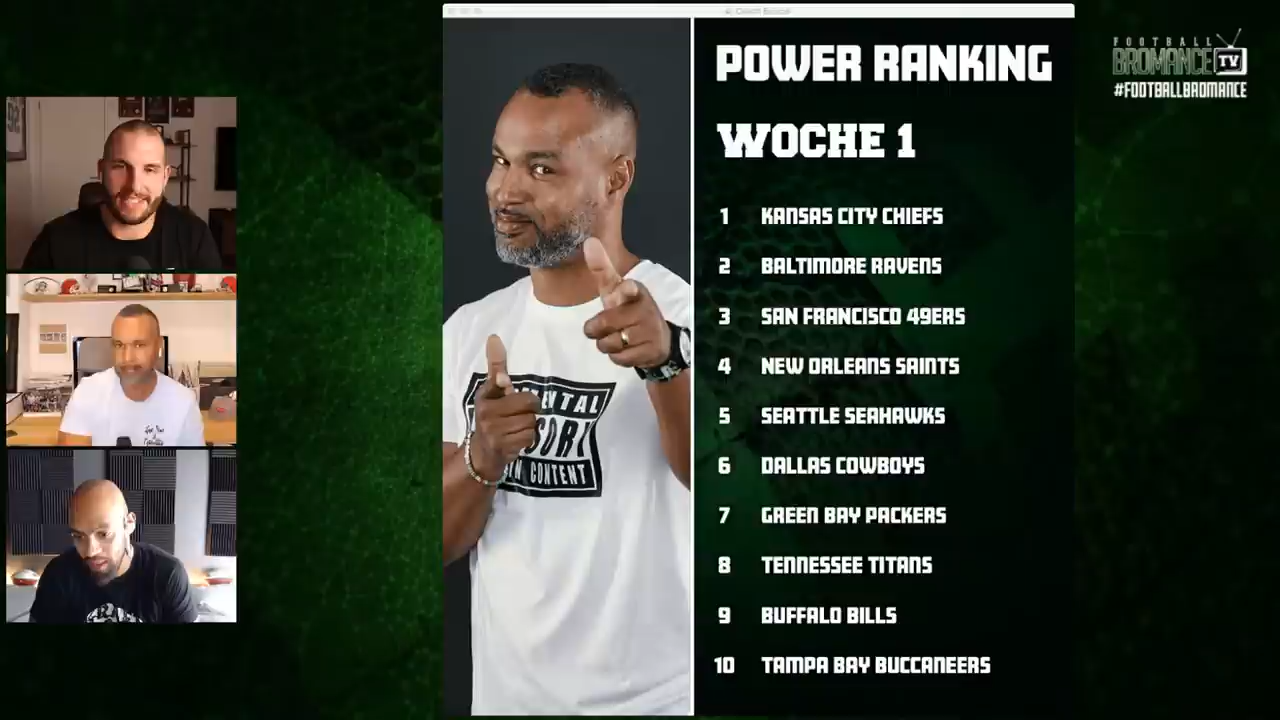 FOOTBALL
BROMANCE TV
#FOOTBALLBROMANCE
POWER RANKING
WOCHE 1
1 KANSAS CITY CHIEFS
2 BALTIMORE RAVENS
3 SAN FRANCISCO 49ERS
4 NEW ORLEANS SAINTS
5 SEATTLE SEAHAWKS
6 DALLAS COWBOYS
7 GREEN BAY PACKERS
8 TENNESSEE TITANS
9 BUFFALO BILLS
10 TAMPA BAY BUCCANEERS
CONTENT